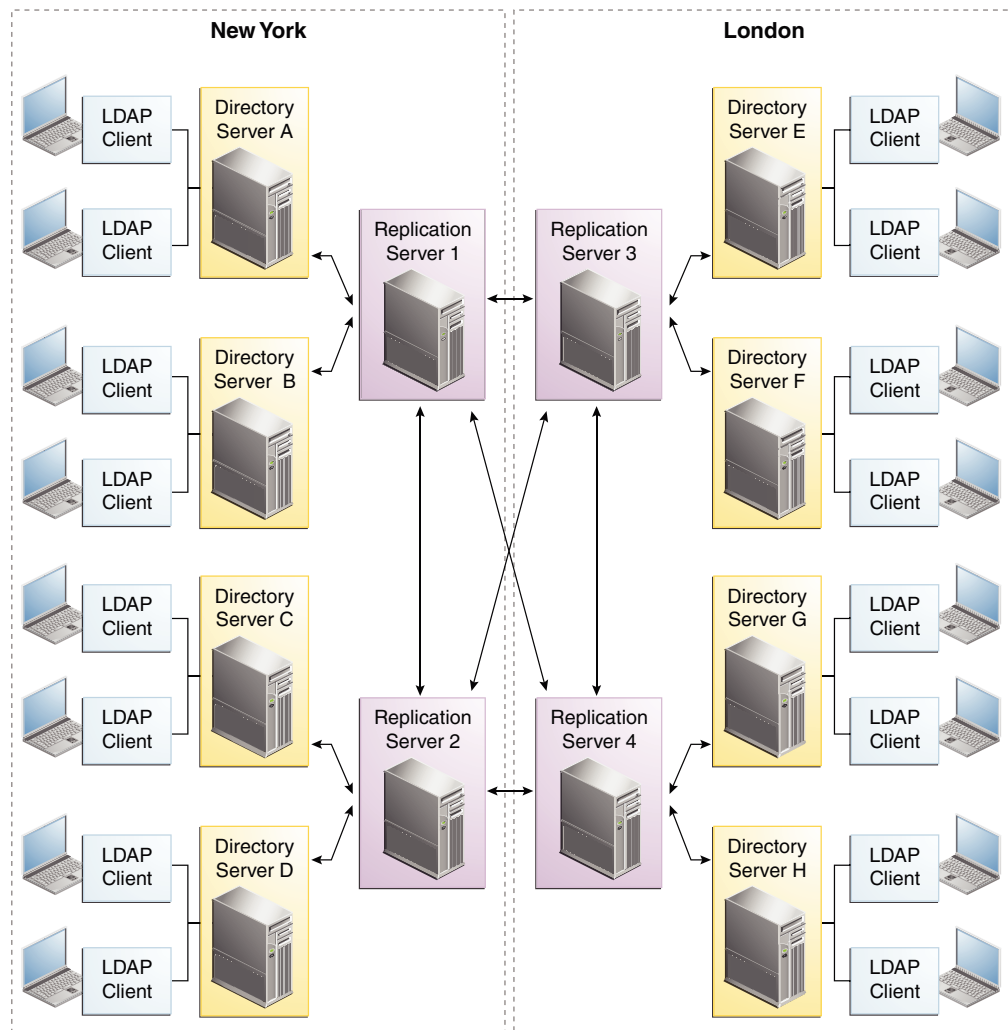 New York
London
LDAP
Client
Directory
Server A
Directory
Server E
LDAP
Client
LDAP
Client
Replication
Server 1
Replication
Server 3
LDAP
Client
LDAP
Client
Directory
Server B
Directory
Server F
LDAP
Client
LDAP
Client
LDAP
Client
LDAP
Client
Directory
Server C
Directory
Server G
LDAP
Client
LDAP
Client
Replication
Server 2
Replication
Server 4
LDAP
Client
LDAP
Client
Directory
Server D
Directory
Server H
LDAP
Client
LDAP
Client
LDAP
Client